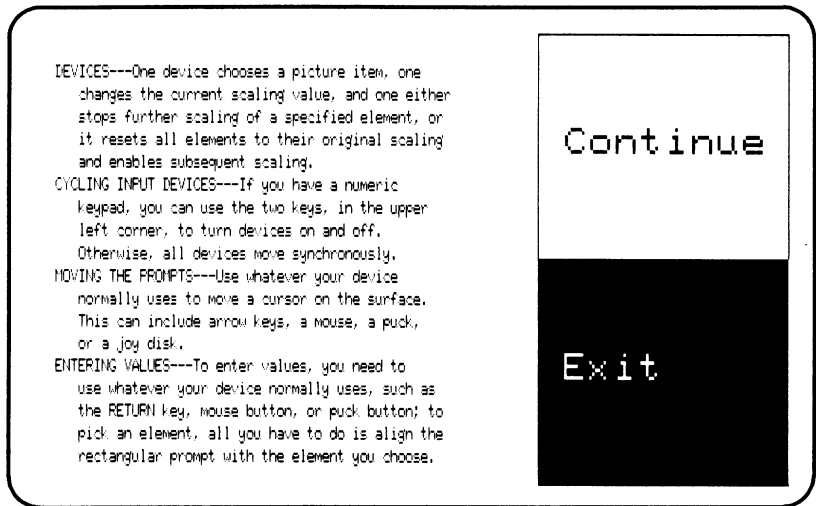 DEVICES---One device chooses a picture item, one
changes the current scaling value, and one either
stops further scaling of a specified element, or
it resets all elements to their original scaling
and enables subsequent scaling.
CYCLING INPUT DEVICES---If you have a numeric
keypad, you can use the two keys, in the upper
left corner, to turn devices on and off.
Otherwise, all devices move synchronously.
MOVING THE PROMPTS---Use whatever your device
normally uses to move a cursor on the surface.
This can include arrow keys, a mouse, a puck,
or a joy disk.
ENTERING VALUES---To enter values, you need to
use whatever your device normally uses, such as
the RETURN key, mouse button, or puck button; to
pick an element, all you have to do is align the
rectangular prompt with the element you choose.
Continue
Exit